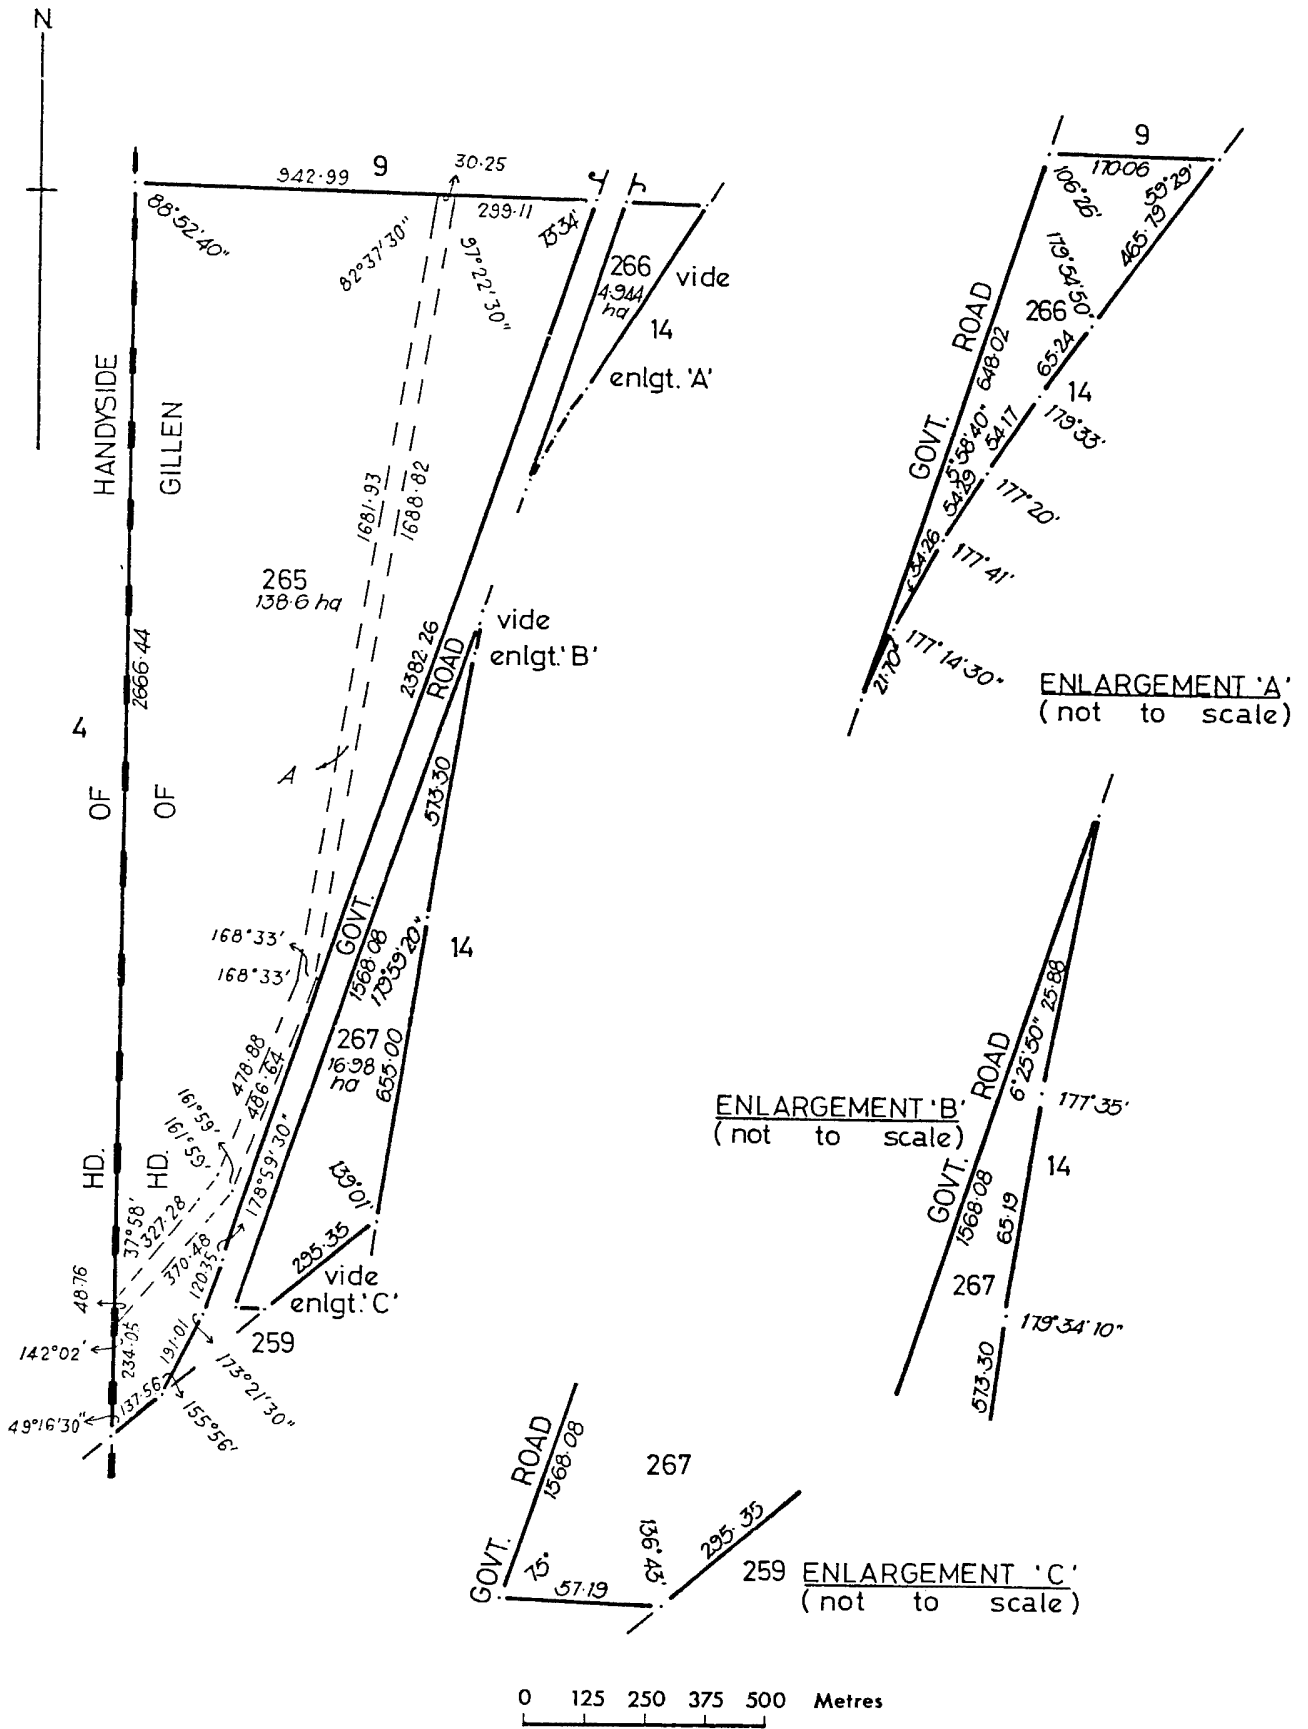 N
9
942·99
30·25
299·11
88°52'40"
82°37'30"
97°22'30"
73°34'
266
4·944
ha
vide
14
enlgt. 'A'
HANDYSIDE
GILLEN
1681·93
1688·82
265
138·6 ha
2666·44
2382·26
ROAD
vide
enlgt. 'B'
4
A
OF
OF
573·30
GOVT.
1568·08
179°59'20"
14
168°33'
168°33'
267
16·98
ha
655·00
478·88
486·64
191°59'
191°59'
178°59'30"
139°01'
HD.
HD.
37°58'
327·28
370·48
120·35
295·35
vide
enlgt. 'C'
48·76
259
142°02'
234·05
191·01
173°21'30"
137·56
155°56'
49°16'30"
9
170·06
106°26'
59°29'
465·79
179°54'50"
ROAD
266
648·02
65·24
14
GOVT.
5°58'40"
54·17
179°33'
54·29
177°20'
34·26
177°41'
177°14'30"
21·70
ENLARGEMENT 'A'
(not to scale)
ROAD
25·88
6°25'50"
177°35'
ENLARGEMENT 'B'
(not to scale)
14
GOVT.
1568·08
65·19
267
179°34'10"
573·30
ROAD
1568·08
267
GOVT.
75°
136°43'
295·35
57·19
259
ENLARGEMENT 'C'
(not to scale)
0 125 250 375 500 Metres